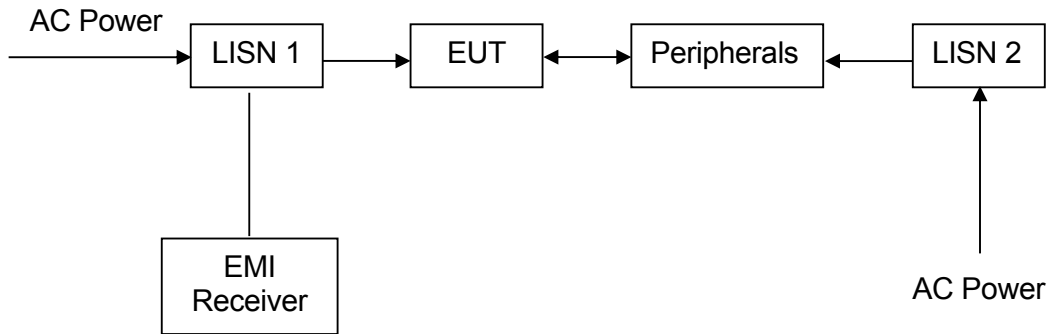 AC Power
LISN 1
EUT
Peripherals
LISN 2
EMI
Receiver
AC Power